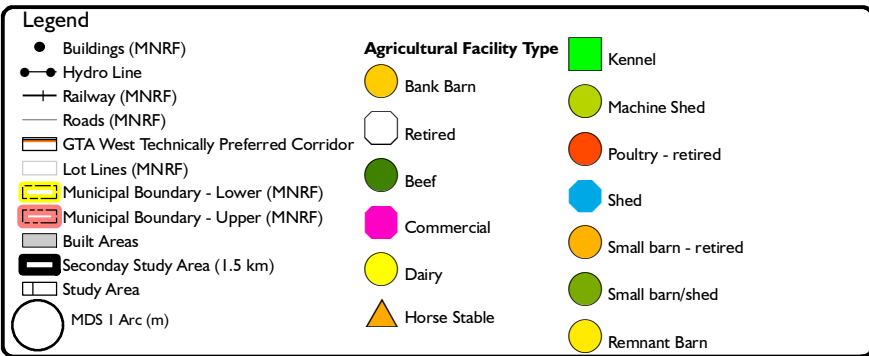 Legend
Buildings (MNRF)
Hydro Line
Railway (MNRF)
Roads (MNRF)
GTA West Technically Preferred Corridor
Lot Lines (MNRF)
Municipal Boundary - Lower (MNRF)
Municipal Boundary - Upper (MNRF)
Built Areas
Seconday Study Area (1.5 km)
Study Area
MDS 1 Arc (m)
Agricultural Facility Type
Bank Barn
Retired
Beef
Commercial
Dairy
Horse Stable
Kennel
Machine Shed
Poultry - retired
Shed
Small barn - retired
Small barn/shed
Remnant Barn